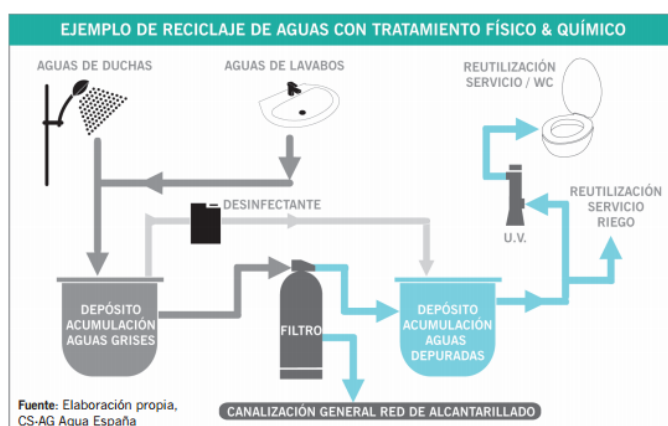 EJEMPLO DE RECICLAJE DE AGUAS CON TRATAMIENTO FÍSICO & QUÍMICO
AGUAS DE DUCHAS
AGUAS DE LAVABOS
REUTILIZACIÓN
SERVICIO / WC
DESINFECTANTE
U.V.
REUTILIZACIÓN
SERVICIO
RIEGO
DEPÓSITO
ACUMULACIÓN
AGUAS GRISES
FILTRO
DEPÓSITO
ACUMULACIÓN
AGUAS
DEPURADAS
Fuente: Elaboración propia,
CS-AG Agua España
CANALIZACIÓN GENERAL RED DE ALCANTARILLADO